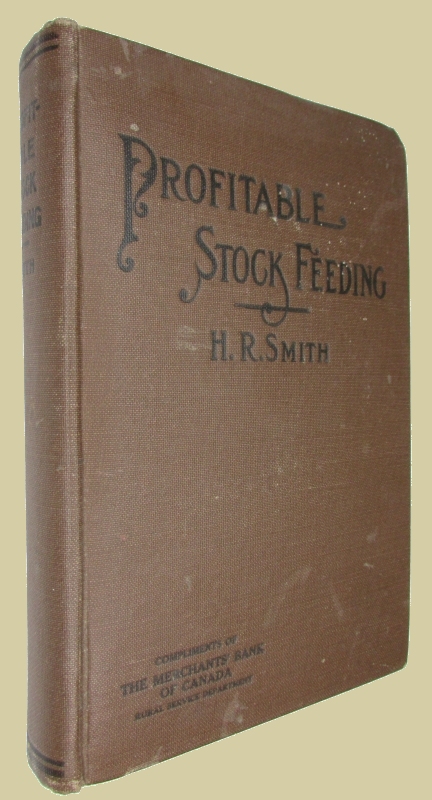 PROFITABLE
STOCK FEEDING
H.R. SMITH
COMPLIMENTS OF
THE MERCHANTS' BANK
OF CANADA
RURAL SERVICE DEPARTMENT